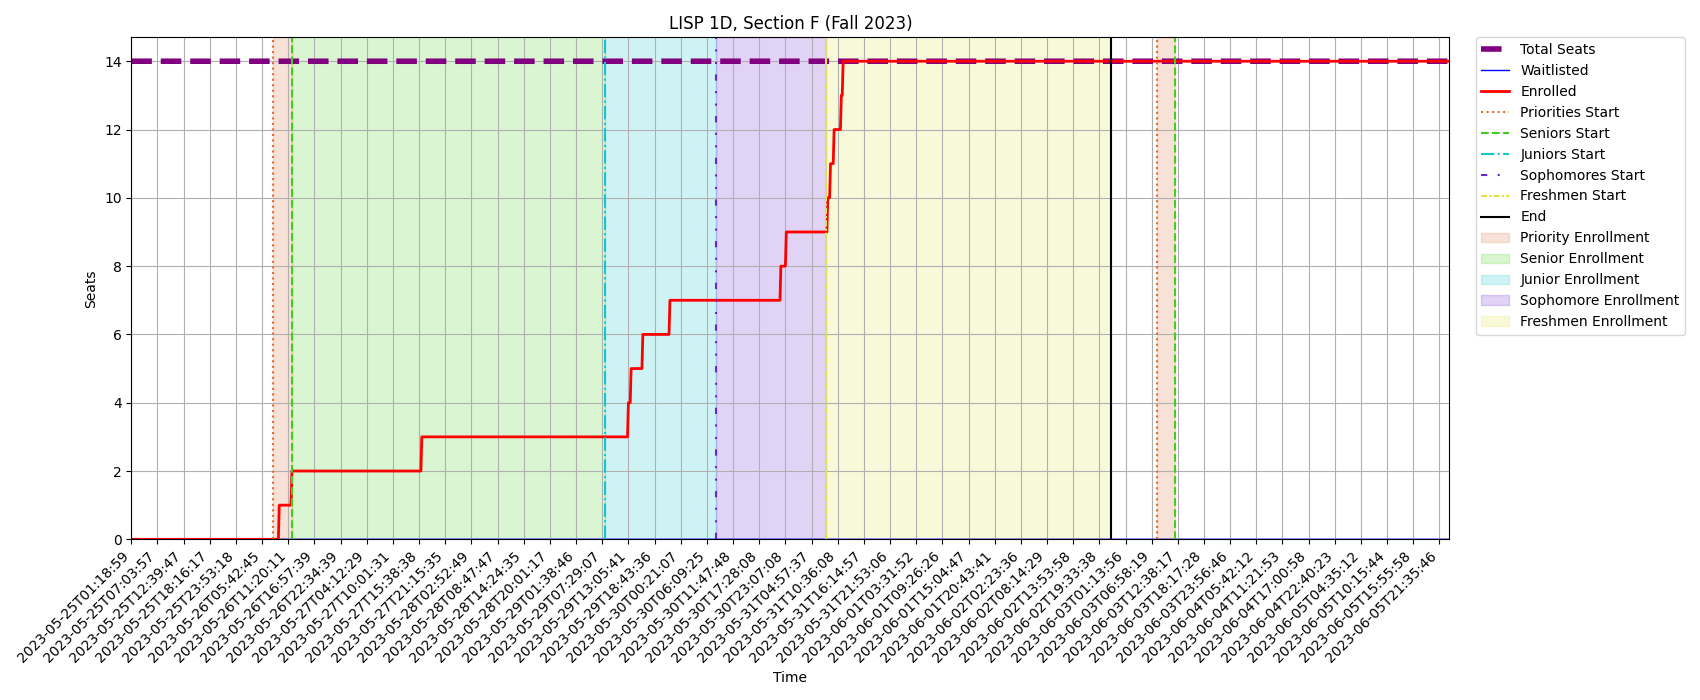 LISP 1D, Section F (Fall 2023)
Seats
14
12
10
8
6
4
2
0
2023-05-25T01:18:59
2023-05-25T07:03:57
2023-05-25T12:39:47
2023-05-25T18:16:17
2023-05-25T23:53:18
2023-05-26T05:42:45
2023-05-26T11:20:11
2023-05-26T16:57:39
2023-05-26T22:34:39
2023-05-27T04:12:29
2023-05-27T10:01:31
2023-05-27T15:38:38
2023-05-27T21:15:35
2023-05-28T02:52:49
2023-05-28T08:47:47
2023-05-28T14:24:35
2023-05-28T20:01:17
2023-05-29T01:38:46
2023-05-29T07:29:07
2023-05-29T13:05:41
2023-05-29T18:43:36
2023-05-30T00:21:07
2023-05-30T06:09:25
2023-05-30T11:47:48
2023-05-30T17:28:08
2023-05-30T23:07:08
2023-05-31T04:57:37
2023-05-31T10:36:08
2023-05-31T16:14:57
2023-05-31T21:53:06
2023-06-01T03:31:52
2023-06-01T09:26:26
2023-06-01T15:04:47
2023-06-01T20:43:41
2023-06-02T02:23:36
2023-06-02T08:14:29
2023-06-02T13:53:58
2023-06-02T19:33:38
2023-06-03T01:13:56
2023-06-03T06:58:19
2023-06-03T12:38:17
2023-06-03T18:17:28
2023-06-03T23:56:46
2023-06-04T05:42:12
2023-06-04T11:21:53
2023-06-04T17:00:58
2023-06-04T22:40:23
2023-06-05T04:35:12
2023-06-05T10:15:44
2023-06-05T15:55:58
2023-06-05T21:35:46
Time
Total Seats
Waitlisted
Enrolled
Priorities Start
Seniors Start
Juniors Start
Sophomores Start
Freshmen Start
End
Priority Enrollment
Senior Enrollment
Junior Enrollment
Sophomore Enrollment
Freshmen Enrollment